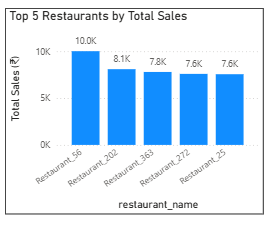 Top 5 Restaurants by Total Sales
Total Sales (₹)
10K
5K
0K
10.0K
8.1K
7.8K
7.6K
7.6K
Restaurant_56
Restaurant_202
Restaurant_363
Restaurant_272
Restaurant_25
restaurant_name